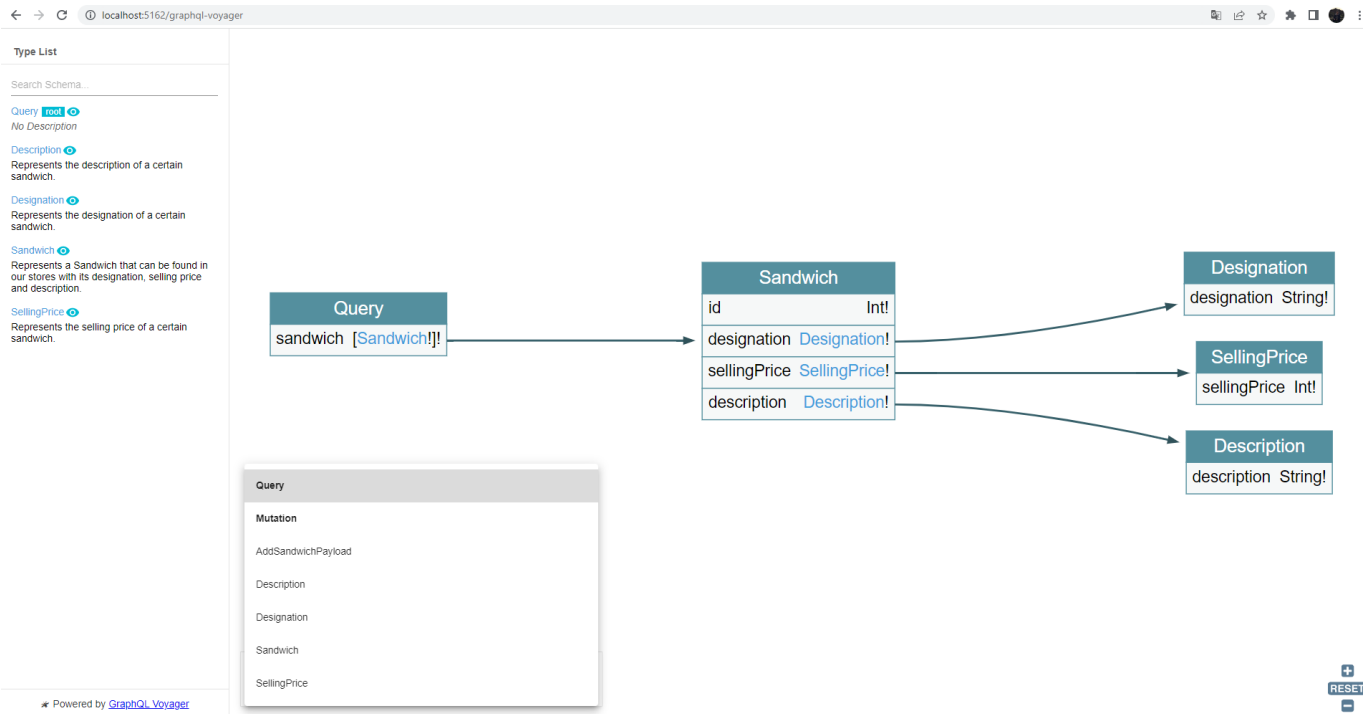 localhost:5162/graphql-voyager
Type List
Search Schema...
Query root
No Description
Description
Represents the description of a certain
sandwich.
Designation
Represents the designation of a certain
sandwich.
Sandwich
Represents a Sandwich that can be found in
our stores with its designation, selling price
and description.
SellingPrice
Represents the selling price of a certain
sandwich.
Powered by GraphQL Voyager
Query
sandwich [Sandwich!]!
Sandwich
id Int!
designation Designation!
sellingPrice SellingPrice!
description Description!
Designation
designation String!
SellingPrice
sellingPrice Int!
Description
description String!
Query
Mutation
AddSandwichPayload
Description
Designation
Sandwich
SellingPrice
RESET